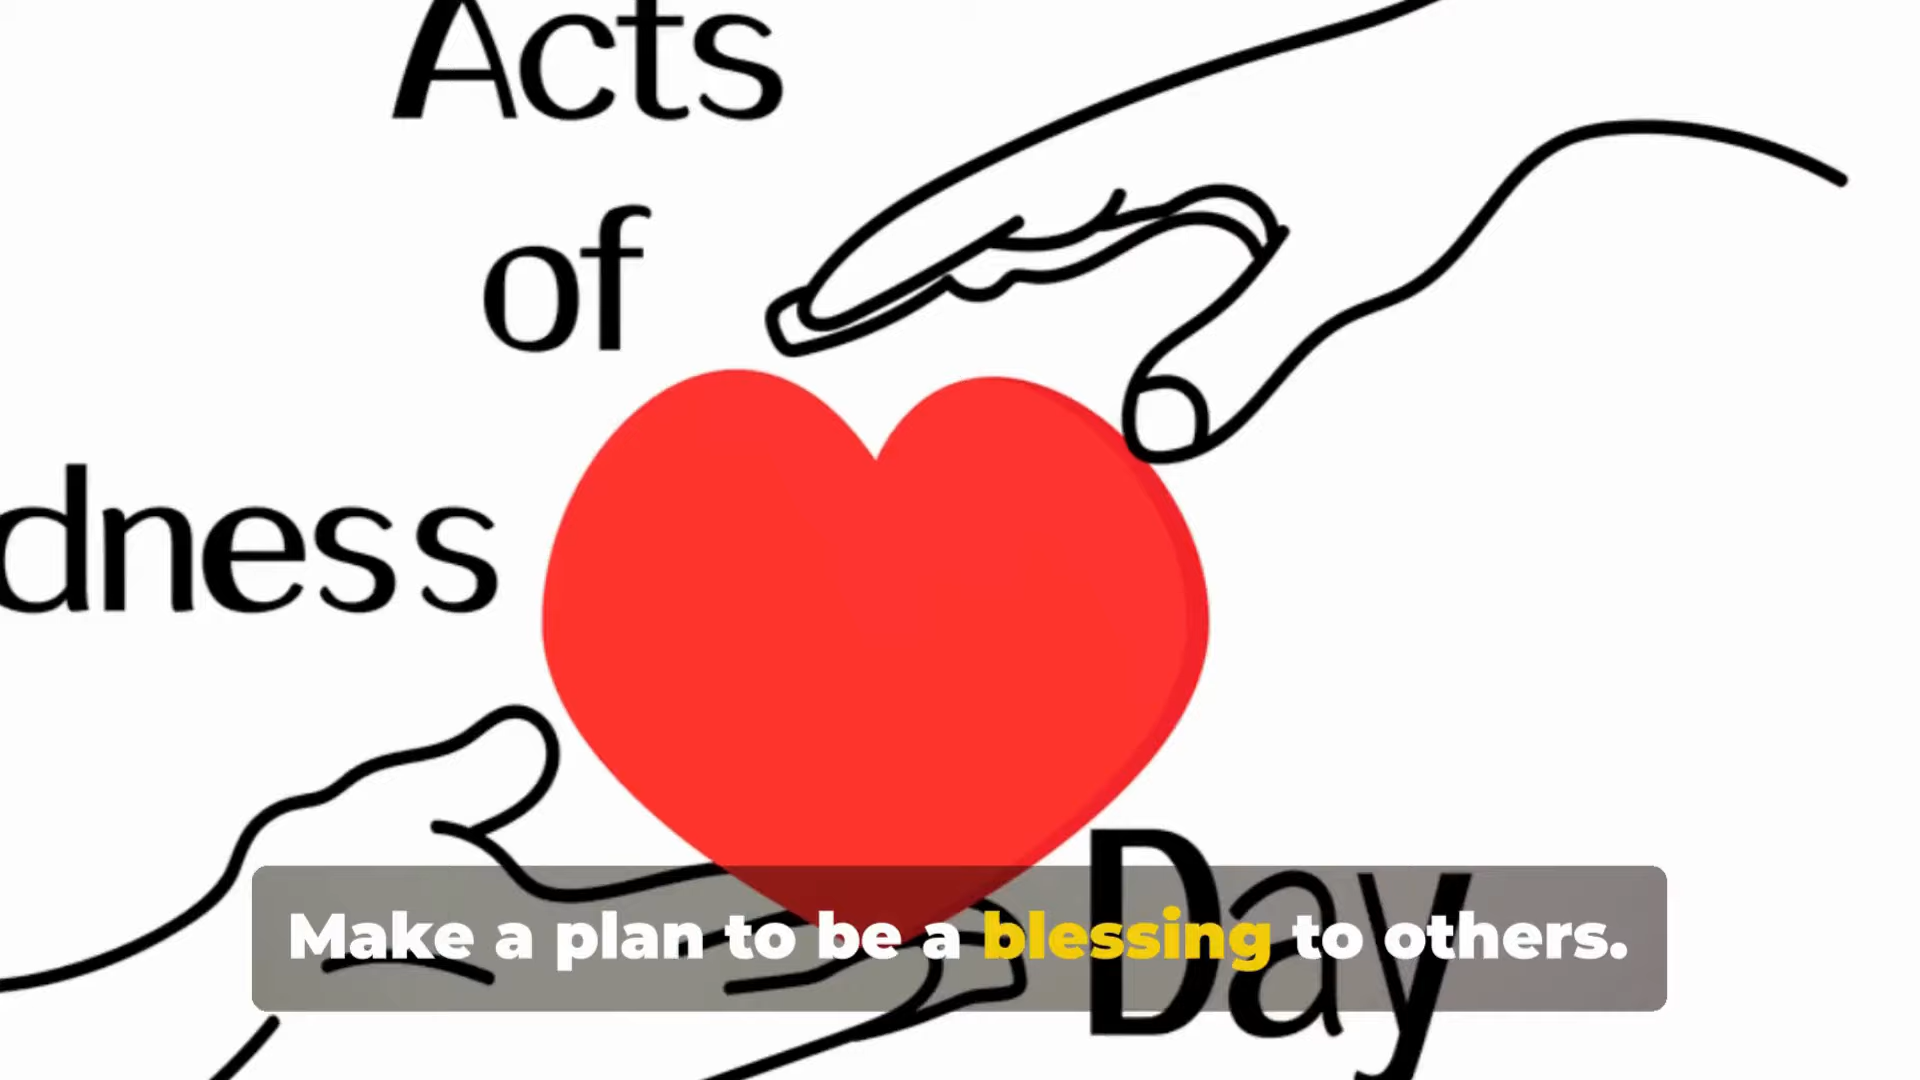 Acts
of
dness
Day
Make a plan to be a blessing to others.